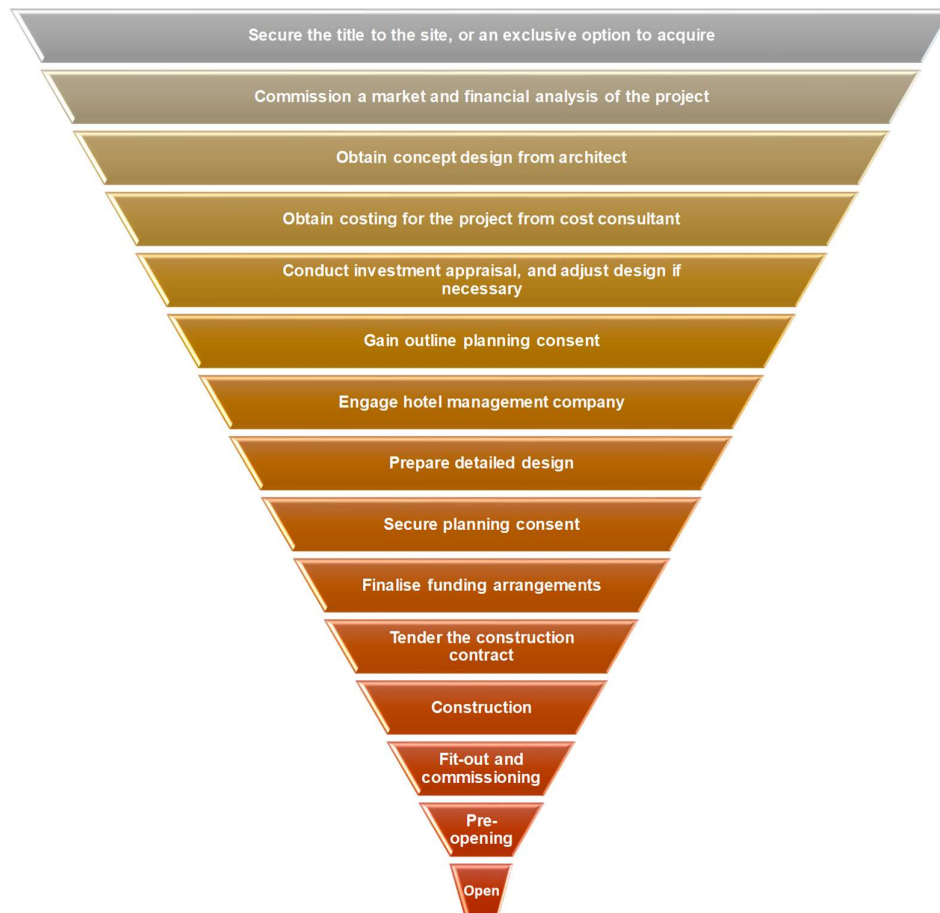 Secure the title to the site, or an exclusive option to acquire
Commission a market and financial analysis of the project
Obtain concept design from architect
Obtain costing for the project from cost consultant
Conduct investment appraisal, and adjust design if
necessary
Gain outline planning consent
Engage hotel management company
Prepare detailed design
Secure planning consent
Finalise funding arrangements
Tender the construction
contract
Construction
Fit-out and
commissioning
Pre-
opening
Open